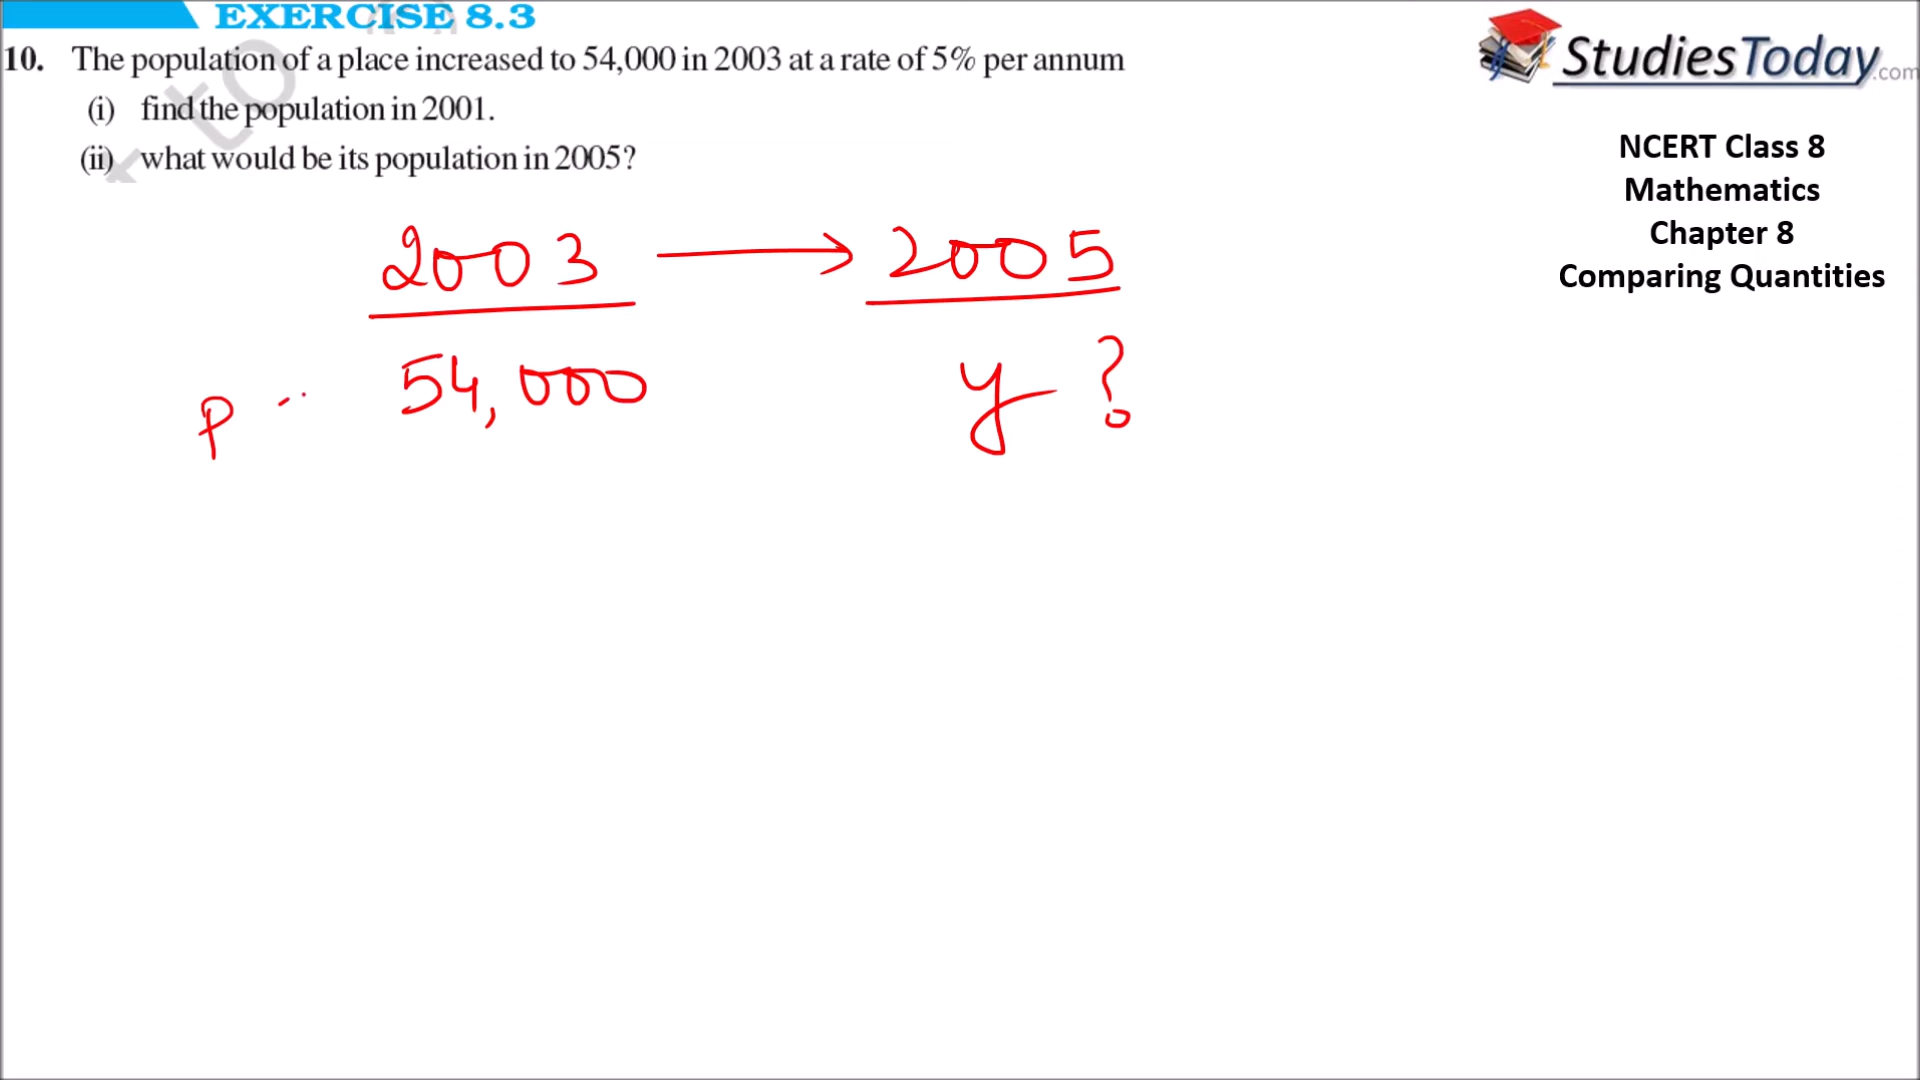 EXERCISE 8.3
10. The population of a place increased to 54,000 in 2003 at a rate of 5% per annum
(i) find the population in 2001.
(ii) what would be its population in 2005?
StudiesToday.com
NCERT Class 8
Mathematics
Chapter 8
Comparing Quantities
2003 → 2005
P 54,000 y ?
to